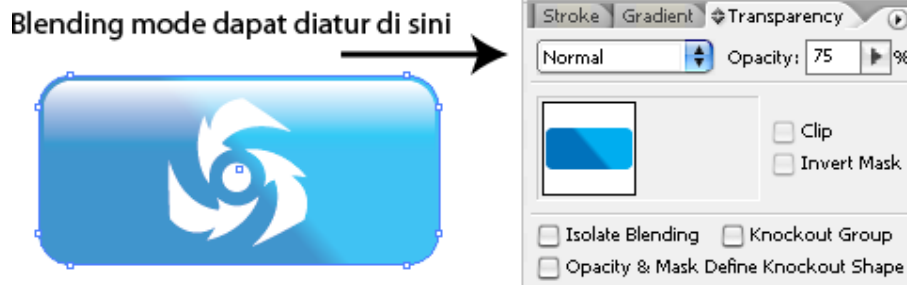 Blending mode dapat diatur di sini
Stroke Gradient Transparency
Normal Opacity: 75 %
Clip
Invert Mask
Isolate Blending Knockout Group
Opacity & Mask Define Knockout Shape